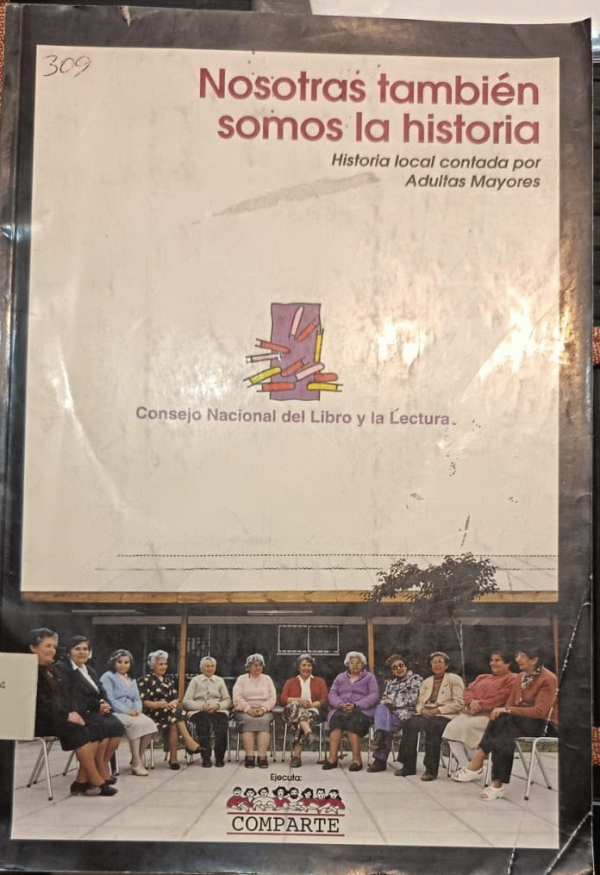 309
Nosotras también
somos la historia
Historia local contada por
Adultas Mayores
Consejo Nacional del Libro y la Lectura
4
Ejecuta:
COMPARTE